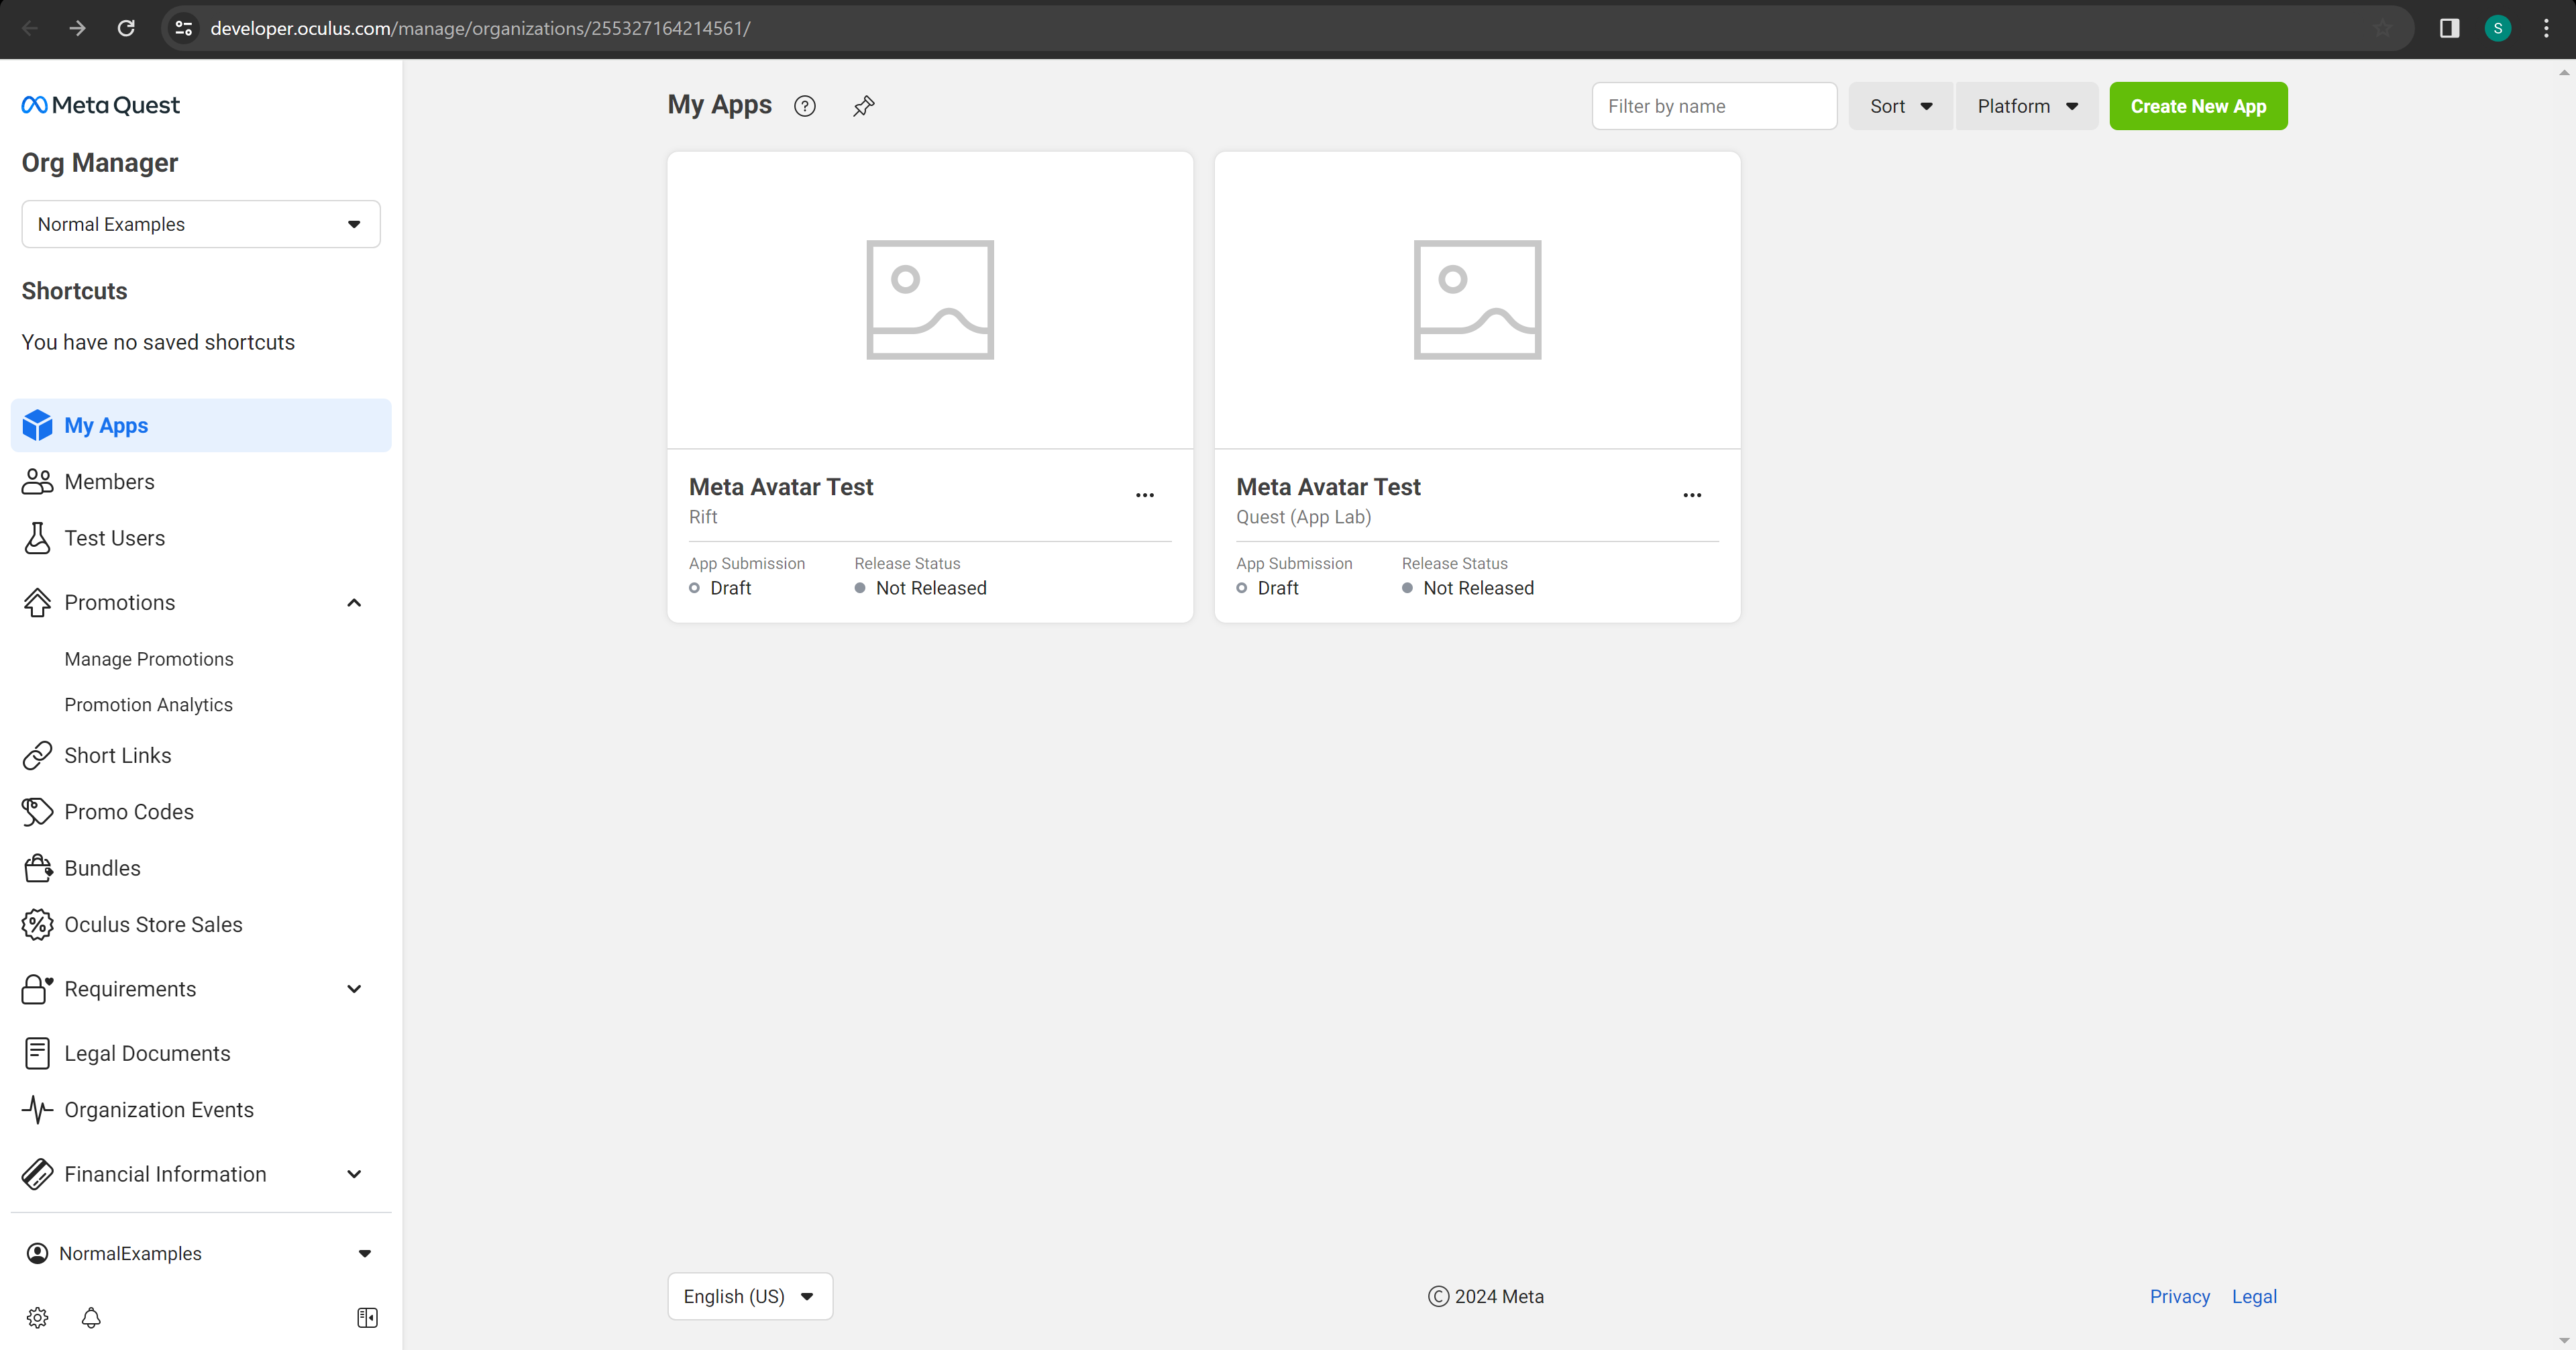 developer.oculus.com/manage/organizations/255327164214561/
S
Meta Quest
Org Manager
Normal Examples
Shortcuts
You have no saved shortcuts
My Apps
Members
Test Users
Promotions
Manage Promotions
Promotion Analytics
Short Links
Promo Codes
Bundles
Oculus Store Sales
Requirements
Legal Documents
Organization Events
Financial Information
NormalExamples
My Apps
Filter by name
Sort
Platform
Create New App
Meta Avatar Test
Rift
App Submission Release Status
Draft Not Released
Meta Avatar Test
Quest (App Lab)
App Submission Release Status
Draft Not Released
English (US)
© 2024 Meta
Privacy Legal